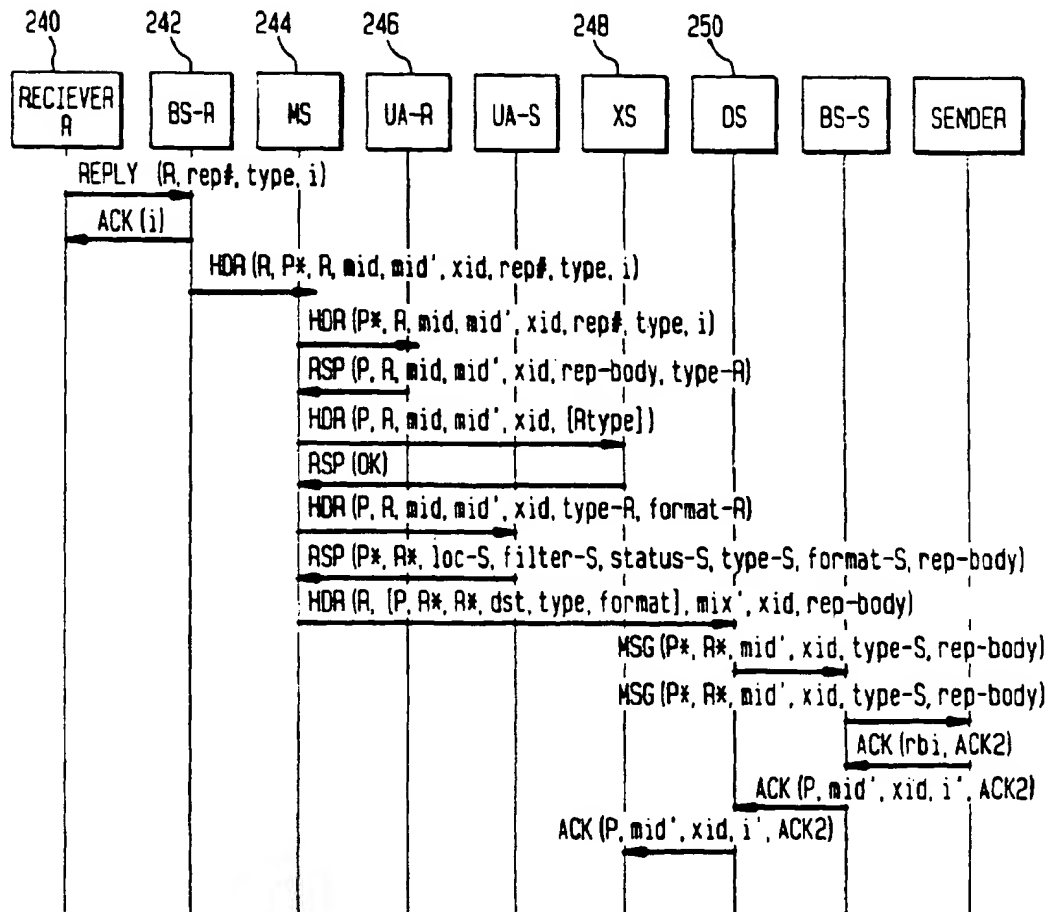 240 242 244 246 248 250
RECIEVER A BS-A MS UA-A UA-S XS DS BS-S SENDER
REPLY (A, rep#, type, i)
ACK (i)
HDR (R, P*, R, mid, mid', xid, rep#, type, i)
HDR (P*, R, mid, mid', xid, rep#, type, i)
RSP (P, R, mid, mid', xid, rep-body, type-R)
HDR (P, R, mid, mid', xid, [Rtype])
RSP (OK)
HDR (P, R, mid, mid', xid, type-R, format-R)
RSP (P*, R*, loc-S, filter-S, status-S, type-S, format-S, rep-body)
HDR (R, [P, R*, R*, dst, type, format], mix', xid, rep-body)
MSG (P*, R*, mid', xid, type-S, rep-body)
MSG (P*, R*, mid', xid, type-S, rep-body)
ACK (rbi, ACK2)
ACK (P, mid', xid, i', ACK2)
ACK (P, mid', xid, i', ACK2)